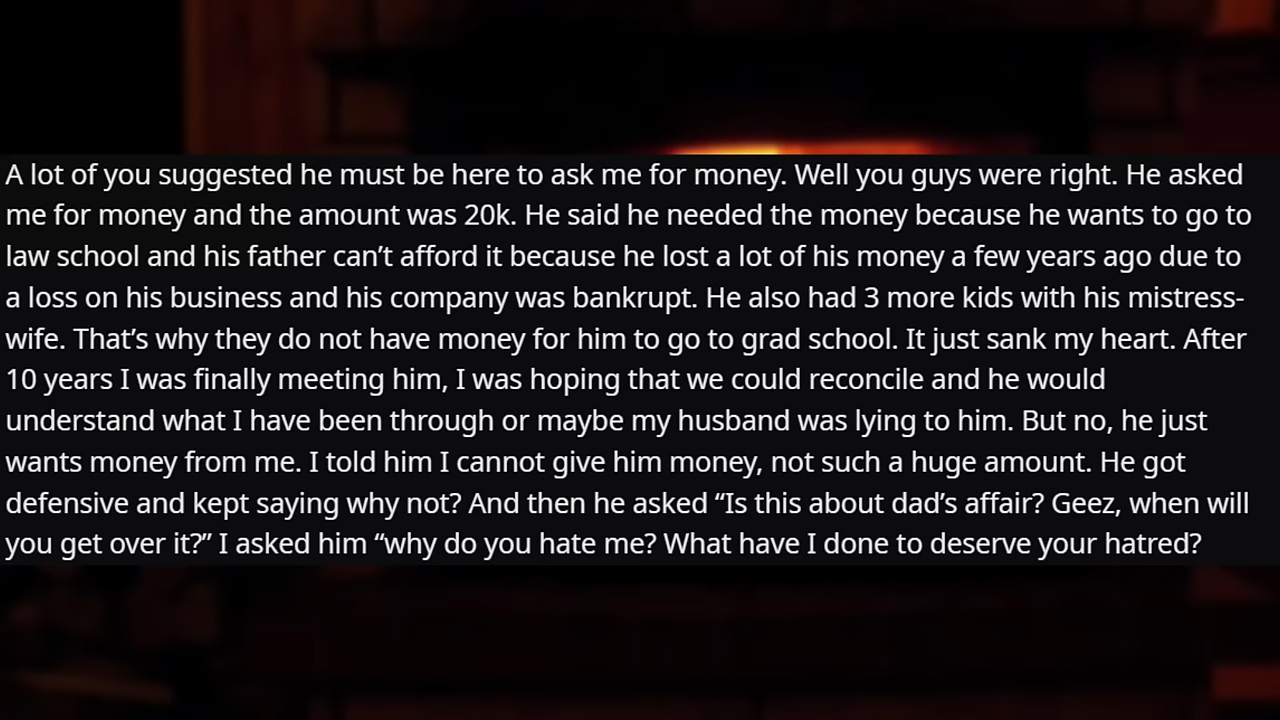 A lot of you suggested he must be here to ask me for money. Well you guys were right. He asked
me for money and the amount was 20k. He said he needed the money because he wants to go to
law school and his father can’t afford it because he lost a lot of his money a few years ago due to
a loss on his business and his company was bankrupt. He also had 3 more kids with his mistress-
wife. That’s why they do not have money for him to go to grad school. It just sank my heart. After
10 years I was finally meeting him, I was hoping that we could reconcile and he would
understand what I have been through or maybe my husband was lying to him. But no, he just
wants money from me. I told him I cannot give him money, not such a huge amount. He got
defensive and kept saying why not? And then he asked “Is this about dad’s affair? Geez, when will
you get over it?” I asked him “why do you hate me? What have I done to deserve your hatred?